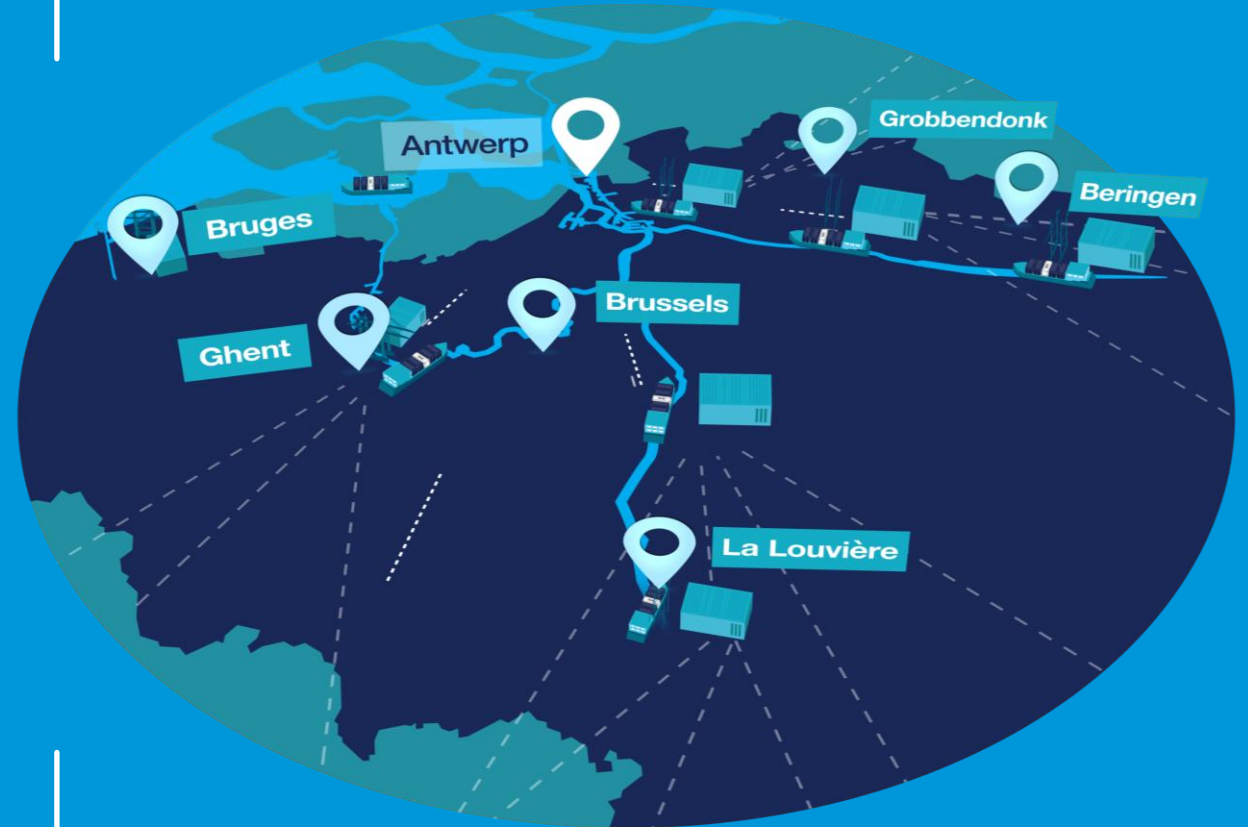 Grobbendonk
Antwerp
Beringen
Bruges
Brussels
Ghent
La Louvière